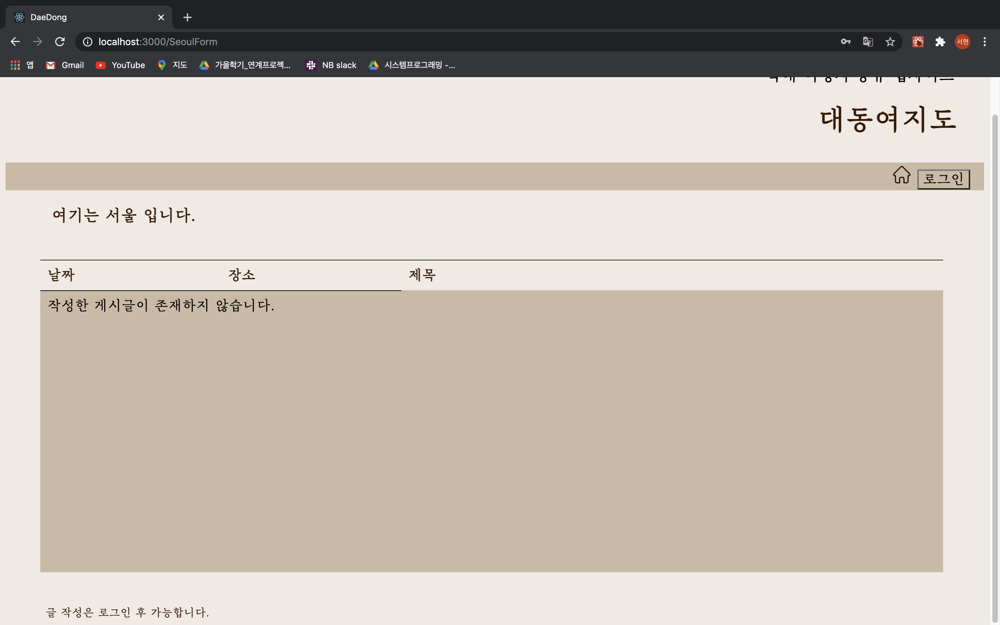 DaeDong
localhost:3000/SeoulForm
서현
앱 Gmail YouTube 지도 가을학기_연계프로젝... NB slack 시스템프로그래밍 -...
대동여지도
로그인
여기는 서울 입니다.
날짜 장소 제목
작성한 게시글이 존재하지 않습니다.
글 작성은 로그인 후 가능합니다.